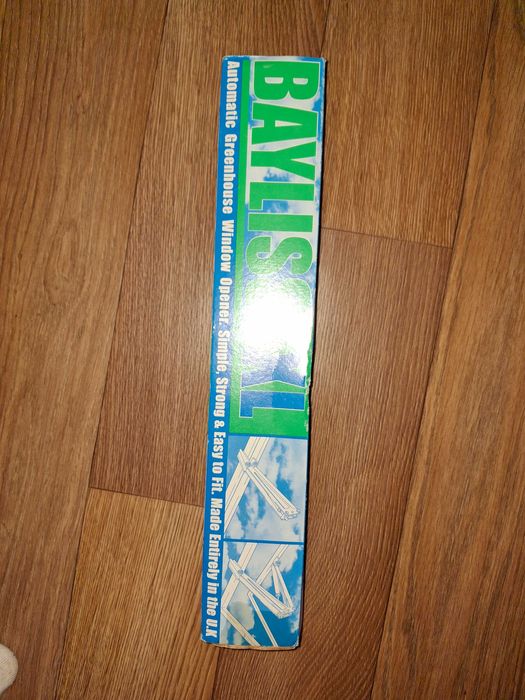 BAYLISS XL
Automatic Greenhouse Window Opener. Simple, Strong & Easy to Fit. Made Entirely in the U.K